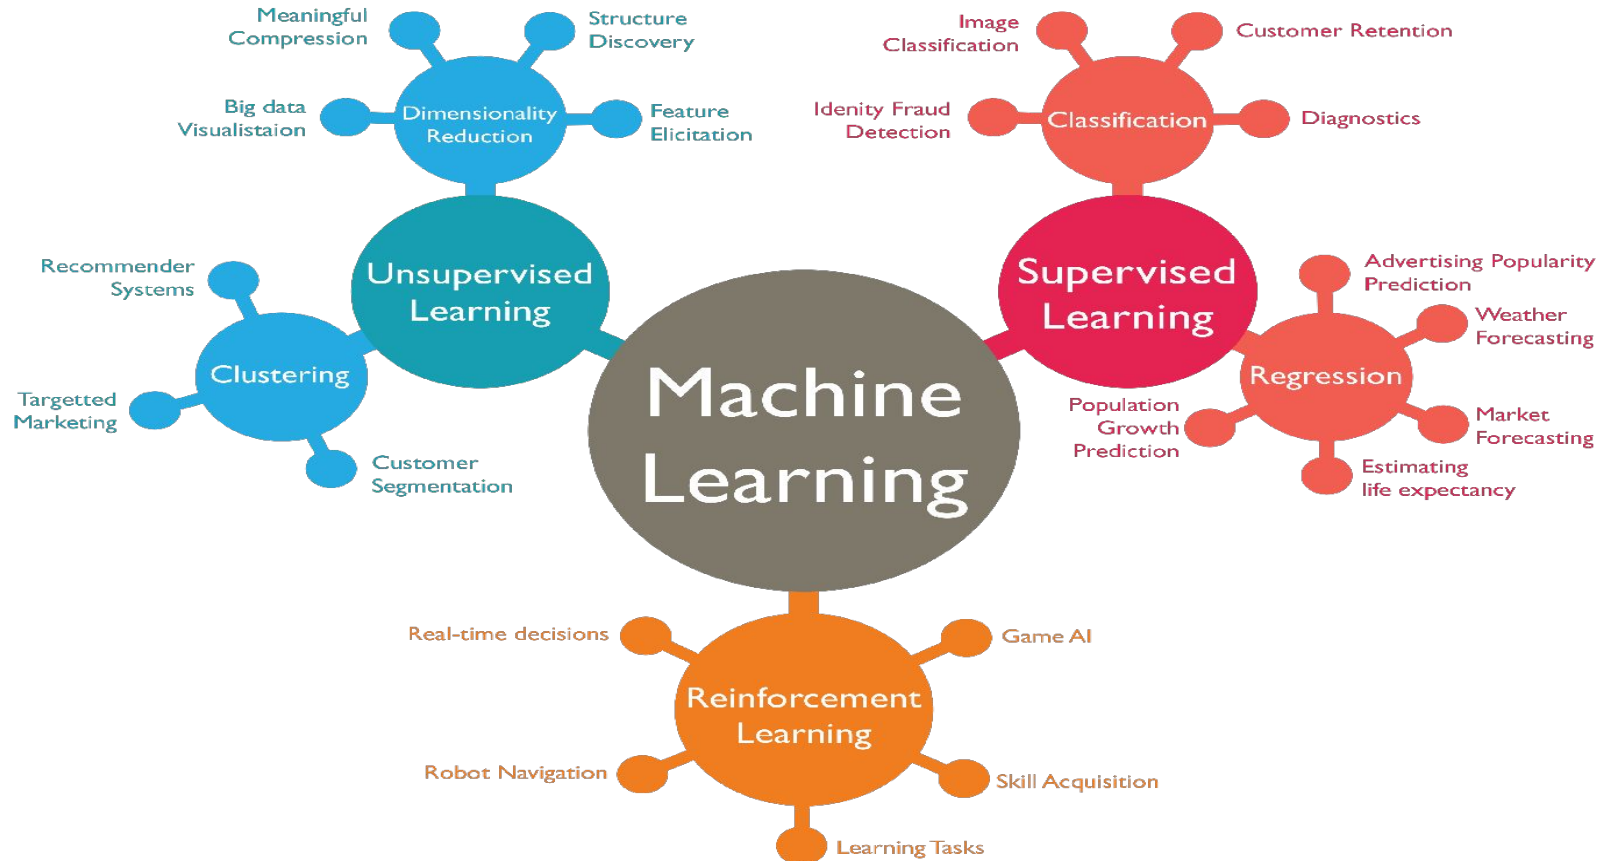 Meaningful
Compression
Structure
Discovery
Big data
Visualistaion
Dimensionality
Reduction
Feature
Elicitation
Image
Classification
Customer Retention
Idenity Fraud
Detection
Classification
Diagnostics
Recommender
Systems
Unsupervised
Learning
Clustering
Targetted
Marketing
Customer
Segmentation
Machine
Learning
Supervised
Learning
Advertising Popularity
Prediction
Weather
Forecasting
Regression
Population
Growth
Prediction
Market
Forecasting
Estimating
life expectancy
Real-time decisions
Game AI
Reinforcement
Learning
Robot Navigation
Skill Acquisition
Learning Tasks